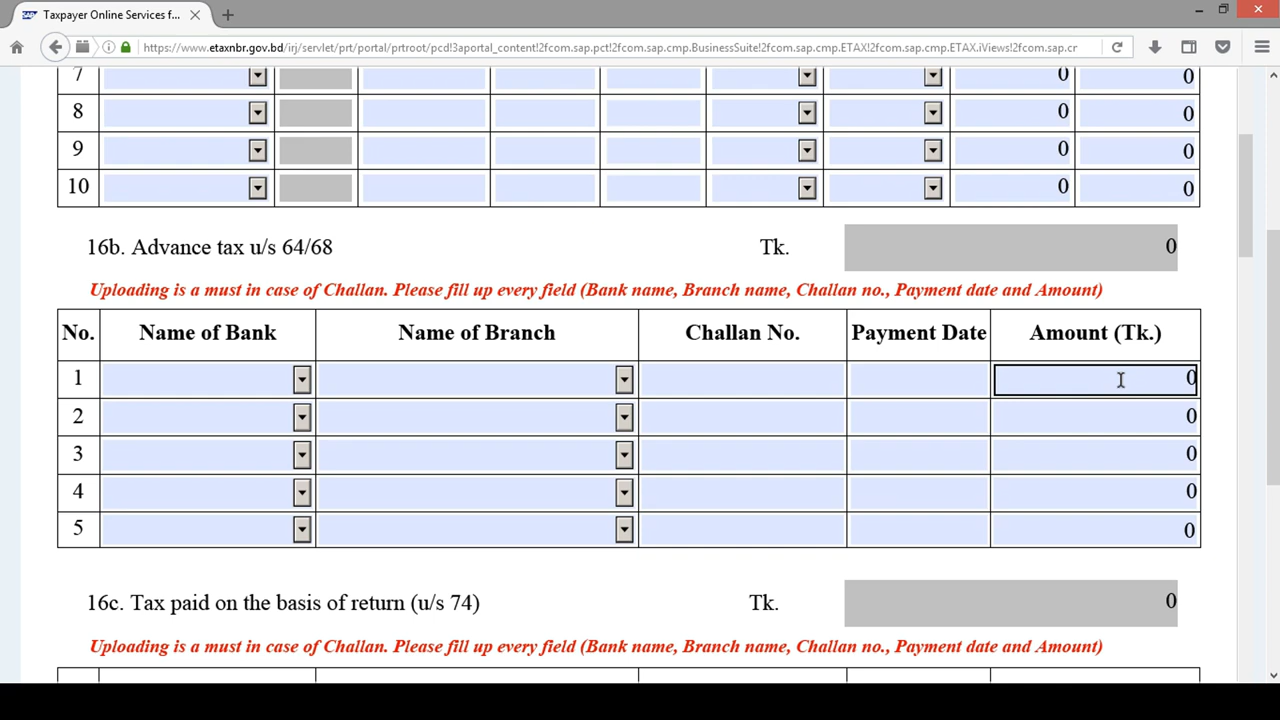 Taxpayer Online Services f...
https://www.etaxnbr.gov.bd/irj/servlet/prt/portal/prtroot/pcd!3aportal_content!2fcom.sap.pct!2fcom.sap.cmp.BusinessSuite!2fcom.sap.cmp.ETAX!2fcom.sap.cmp.ETAX.iViews!2fcom.sap.cn
7 0 0
8 0 0
9 0 0
10 0 0
16b. Advance tax u/s 64/68 Tk. 0
Uploading is a must in case of Challan. Please fill up every field (Bank name, Branch name, Challan no., Payment date and Amount)
No. Name of Bank Name of Branch Challan No. Payment Date Amount (Tk.)
1 0
2 0
3 0
4 0
5 0
16c. Tax paid on the basis of return (u/s 74) Tk. 0
Uploading is a must in case of Challan. Please fill up every field (Bank name, Branch name, Challan no., Payment date and Amount)